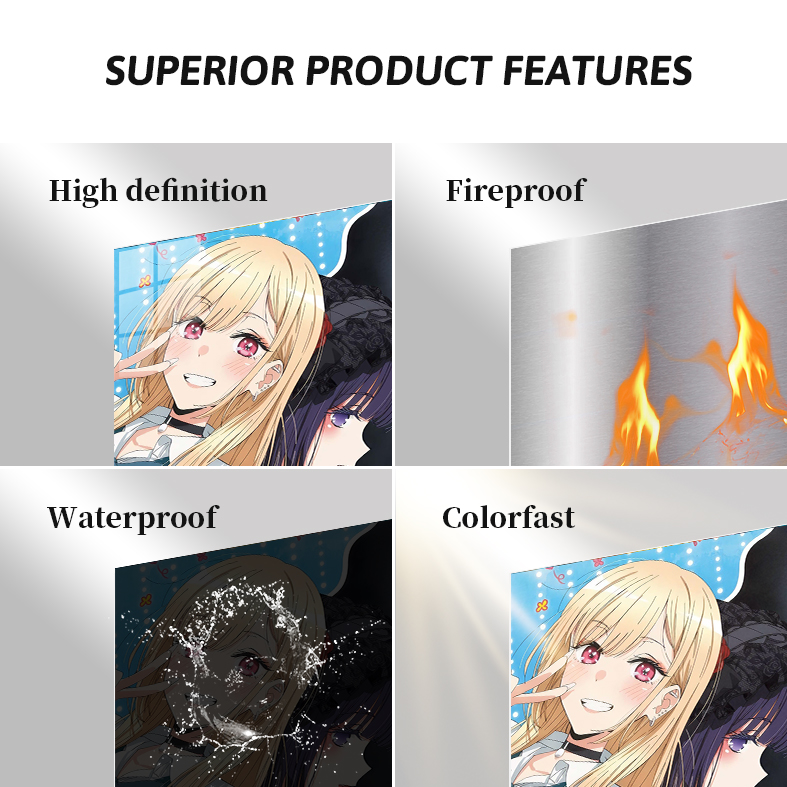 SUPERIOR PRODUCT FEATURES
High definition
Fireproof
Waterproof
Colorfast